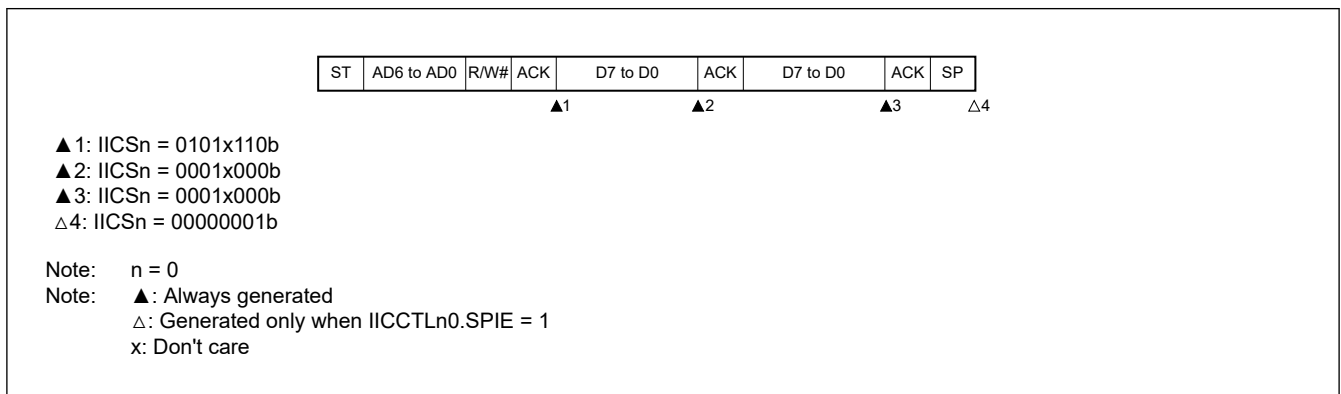 ST AD6 to AD0 R/W# ACK D7 to D0 ACK D7 to D0 ACK SP
▲1 ▲2 ▲3 △4
▲1: IICSn = 0101x110b
▲2: IICSn = 0001x000b
▲3: IICSn = 0001x000b
△4: IICSn = 00000001b
Note: n = 0
Note: ▲: Always generated
△: Generated only when IICCTLn0.SPIE = 1
x: Don't care